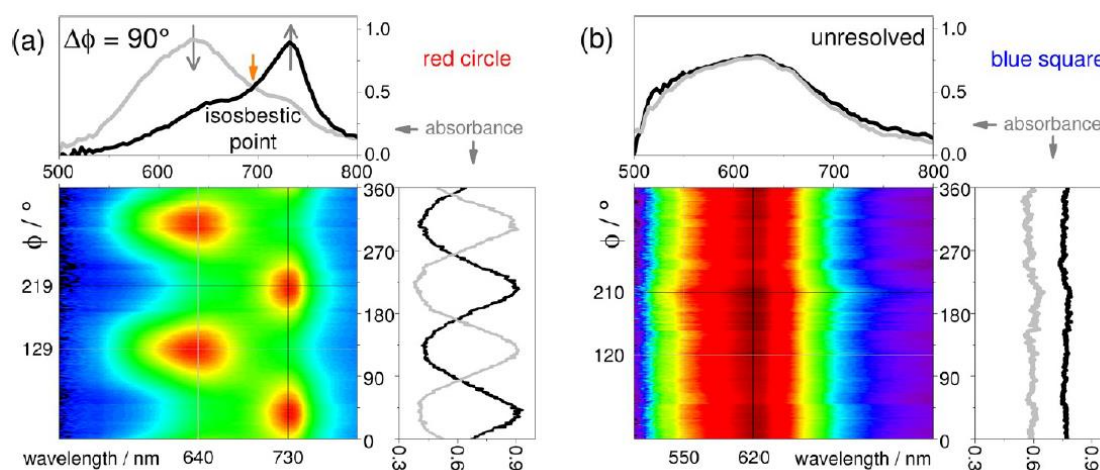 (a)
Δϕ = 90°
isosbestic
point
1.0
0.5
0.0
500 600 700 800
red circle
absorbance
ϕ / °
219
129
360
270
180
90
0
wavelength / nm 640 730
0.3 0.6 0.9
(b)
unresolved
1.0
0.5
0.0
500 600 700 800
blue square
absorbance
ϕ / °
210
120
360
270
180
90
0
550 620 wavelength / nm
0.3 0.6 0.9